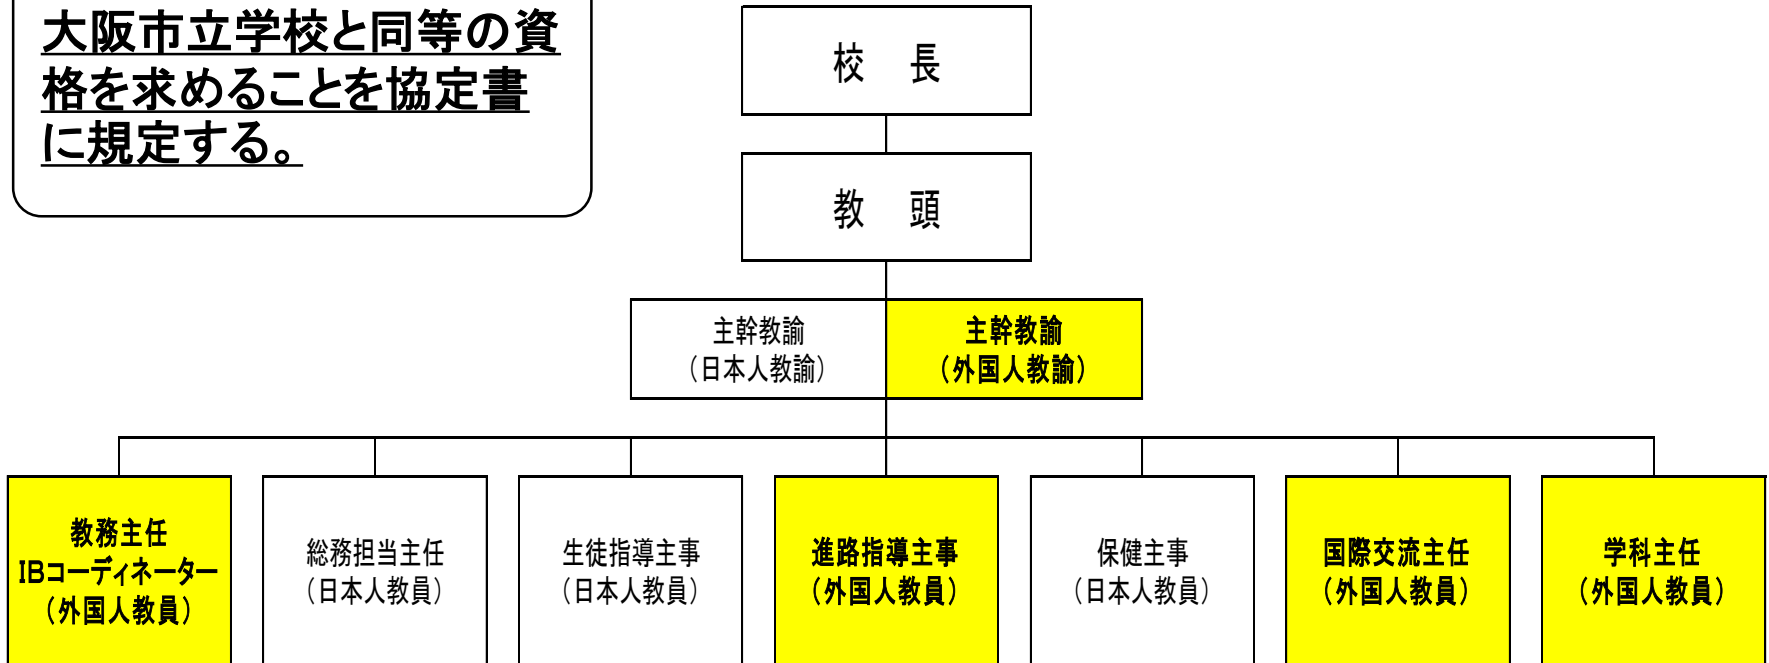 大阪市立学校と同等の資
格を求めることを協定書
に規定する。
校　長
教　頭
主幹教諭
（日本人教諭）
主幹教諭
（外国人教諭）
教務主任
IBコーディネーター
（外国人教員）
総務担当主任
（日本人教員）
生徒指導主事
（日本人教員）
進路指導主事
（外国人教員）
保健主事
（日本人教員）
国際交流主任
（外国人教員）
学科主任
（外国人教員）